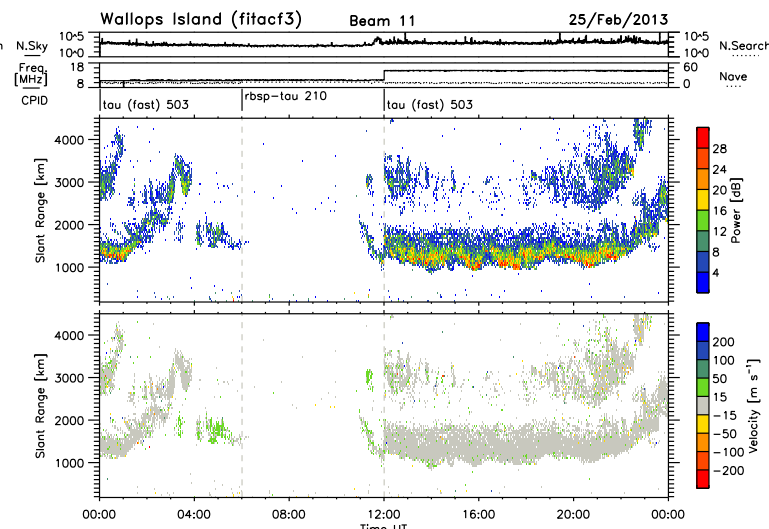 Wallops Island (fitacf3) Beam 11 25/Feb/2013
N.Sky 10^5 10^0 10^5 10^0 N.Search
Freq. [MHz] 18 8 60 0 Nave
CPID tau (fast) 503 rbsp-tau 210 tau (fast) 503
Slant Range [km]
4000
3000
2000
1000
28
24
20
16
12
8
4
Power [dB]
Slant Range [km]
4000
3000
2000
1000
200
100
50
15
-15
-50
-100
-200
Velocity [m s⁻¹]
00:00 04:00 08:00 12:00 16:00 20:00 00:00
Time UT